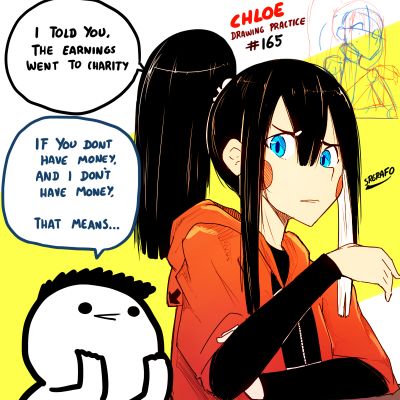 I TOLD YOU,
THE EARNINGS
WENT TO CHARITY
CHLOE
DRAWING PRACTICE
#165
IF YOU DONT
HAVE MONEY,
AND I DON'T
HAVE MONEY,
THAT MEANS...